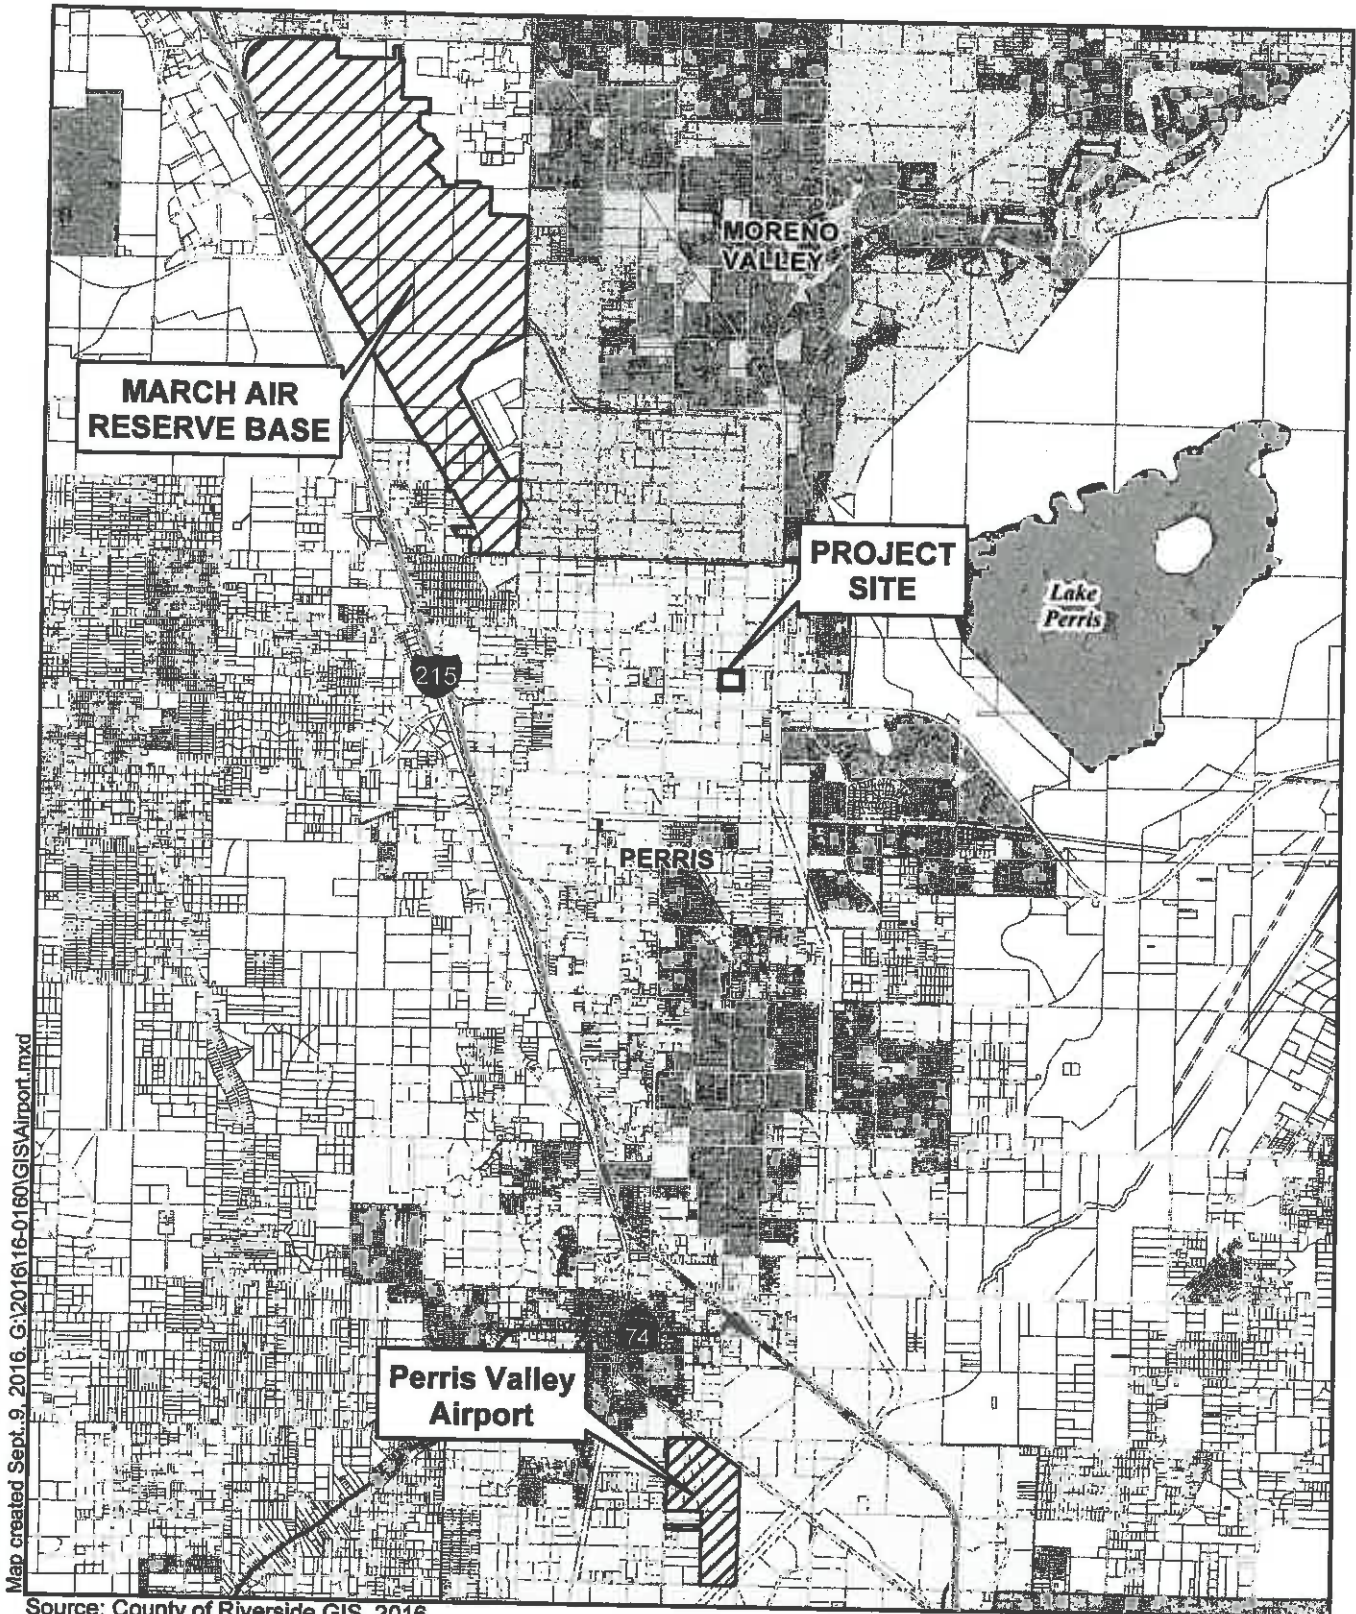 MORENO
VALLEY
MARCH AIR
RESERVE BASE
PROJECT
SITE
Lake
Perris
215
PERRIS
74
Perris Valley
Airport
Map created Sept.9, 2016. G:\2016\16-0160\GIS\Airport.mxd
Source: County of Riverside GIS, 2016